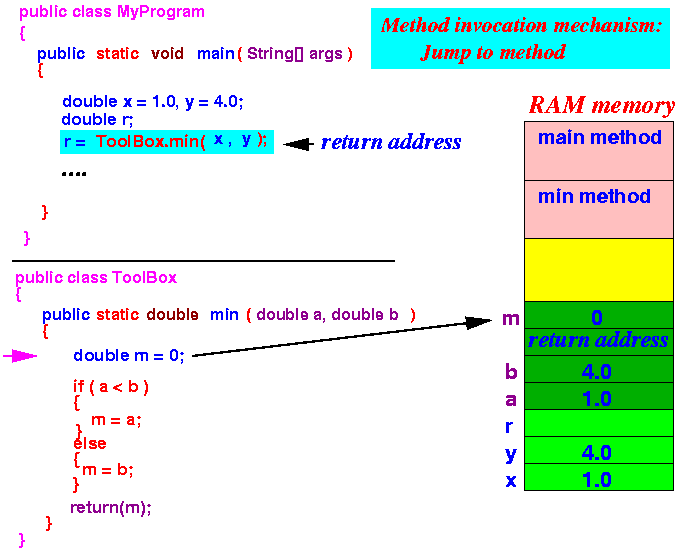 public class MyProgram
{
public static void main ( String[] args )
{
double x = 1.0, y = 4.0;
double r;
r = ToolBox.min( x , y );
return address
....
}
}
public class ToolBox
{
public static double min ( double a, double b )
{
double m = 0;
if ( a < b )
{
m = a;
}
else
{
m = b;
}
return(m);
}
}
Method invocation mechanism:
Jump to method
RAM memory
main method
min method
m 0
return address
b 4.0
a 1.0
r
y 4.0
x 1.0